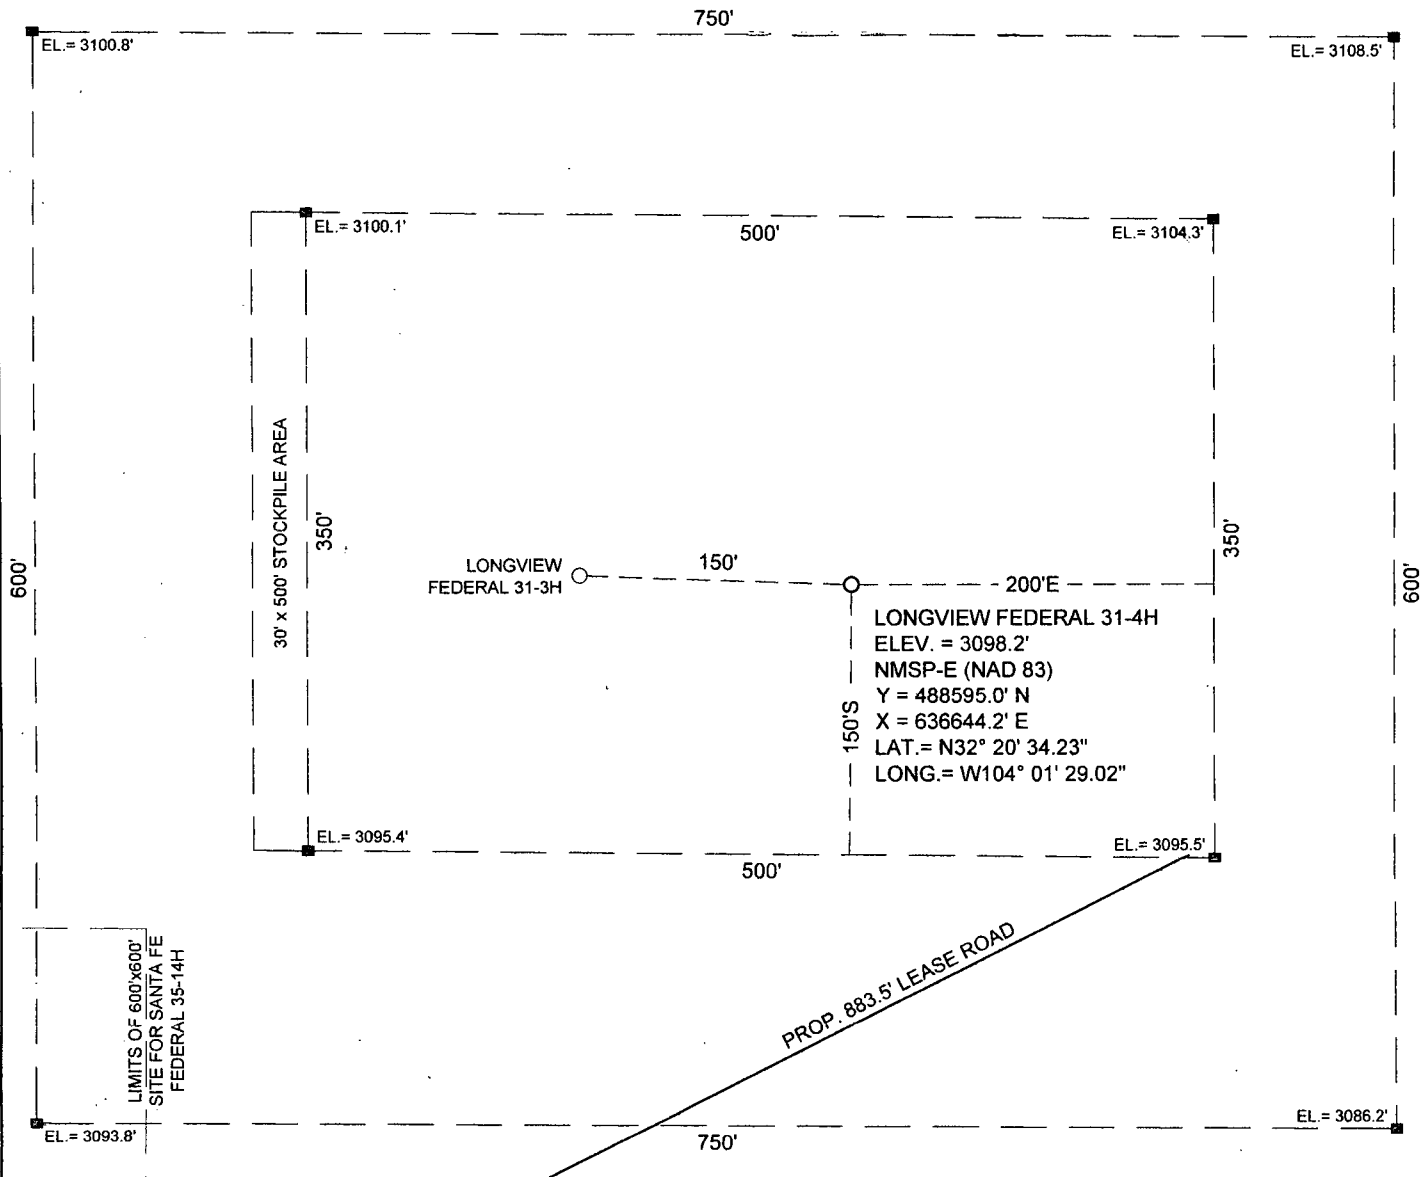 750'
EL.= 3100.8'
EL.= 3108.5'
EL.= 3100.1'
500'
EL.= 3104.3'
30' x 500' STOCKPILE AREA
350'
350'
600'
600'
LONGVIEW
FEDERAL 31-3H
150'
200'E
LONGVIEW FEDERAL 31-4H
ELEV. = 3098.2'
NMSP-E (NAD 83)
Y = 488595.0' N
X = 636644.2' E
LAT.= N32° 20' 34.23"
LONG.= W104° 01' 29.02"
150'S
EL.= 3095.4'
500'
EL.= 3095.5'
PROP. 883.5' LEASE ROAD
LIMITS OF 600'x600'
SITE FOR SANTA FE
FEDERAL 35-14H
EL.= 3093.8'
750'
EL.= 3086.2'